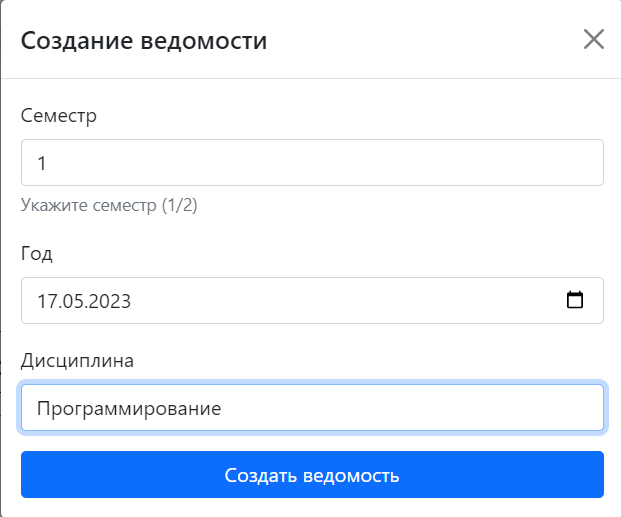 Создание ведомости
Семестр
1
Укажите семестр (1/2)
Год
17.05.2023
Дисциплина
Программирование
Создать ведомость